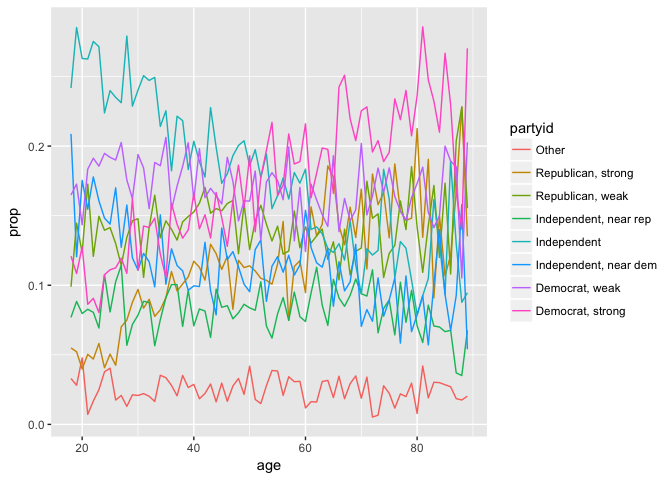 prop
0.2
0.1
0.0
20
40
60
80
age
partyid
Other
Republican, strong
Republican, weak
Independent, near rep
Independent
Independent, near dem
Democrat, weak
Democrat, strong